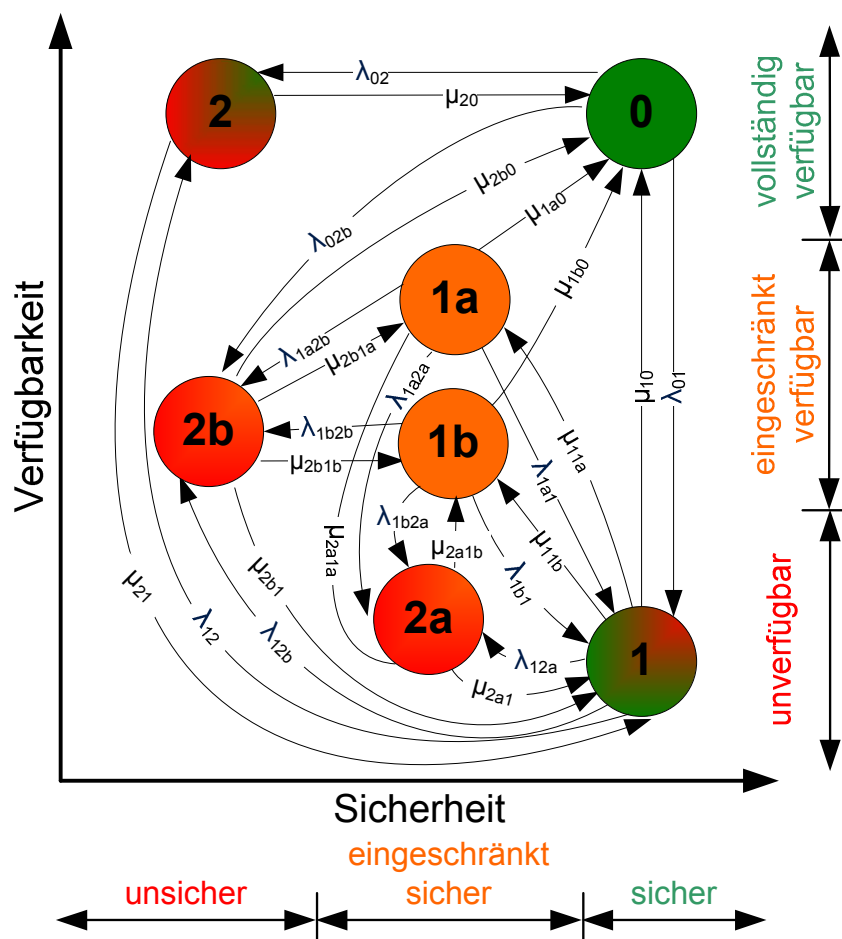 λ02
μ20
2
0
vollständig
verfügbar
μ2b0
μ1a0
λ02b
μ1b0
1a
eingeschränkt
verfügbar
Verfügbarkeit
λ1a2b
μ2b1a
λ1a2a
μ10
λ01
2b
λ1b2b
1b
μ2b1b
μ11a
λ1a1
μ2a1a
λ1b2a
μ2a1b
μ11b
λ1b1
μ21
μ2b1
λ12
λ12b
2a
λ12a
μ2a1
1
unverfügbar
Sicherheit
unsicher
eingeschränkt
sicher
sicher